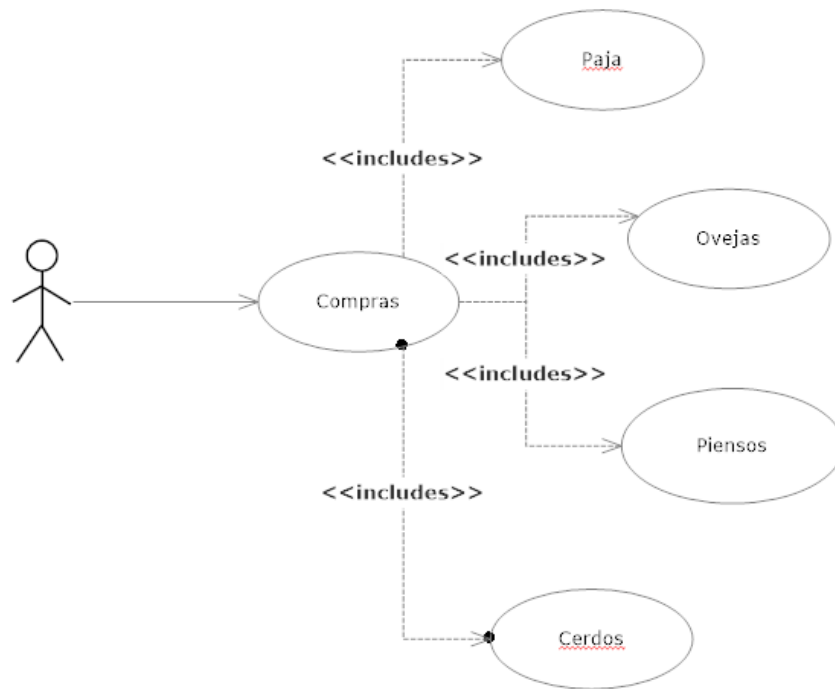 Paja
<<includes>>
Ovejas
<<includes>>
Compras
<<includes>>
Piensos
<<includes>>
Cerdos